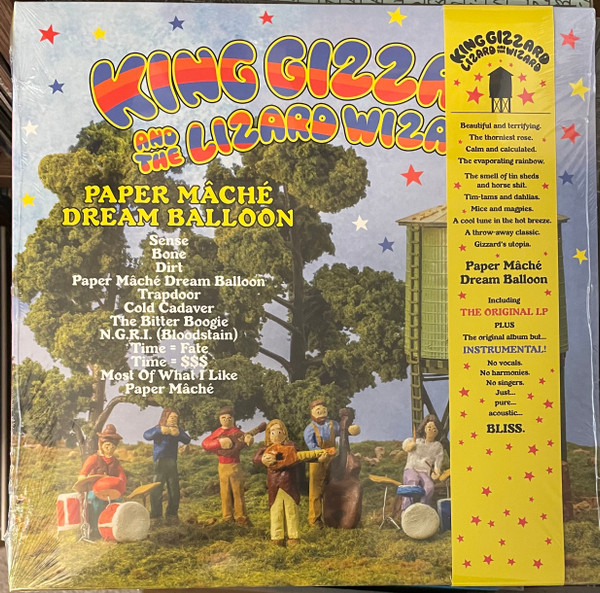 KING GIZZA
AND THE LIZARD WIZA
PAPER MÂCHÉ
DREAM BALLOON
Sense
Bone
Dirt
Paper Mâché Dream Balloon
Trapdoor
Cold Cadaver
The Bitter Boogie
N.G.R.I. (Bloodstain)
Time = Fate
Time = $$$
Most Of What I Like
Paper Mâché
KING GIZZARD
AND THE
LIZARD WIZARD
Beautiful and terrifying.
The thorniest rose.
Calm and calculated.
The evaporating rainbow.
The smell of tin sheds
and horse shit.
Tim-tams and dahlias.
Mice and magpies.
A cool tune in the hot breeze.
A throw-away classic.
Gizzard's utopia.
Paper Mâché
Dream Balloon
Including
THE ORIGINAL LP
PLUS
The original album but...
INSTRUMENTAL!
No vocals.
No harmonies.
No singers.
Just...
pure...
acoustic...
BLISS.